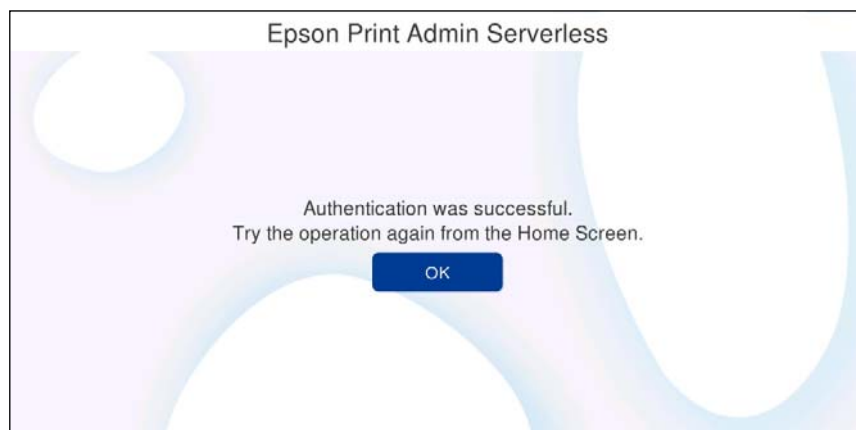 Epson Print Admin Serverless
Authentication was successful.
Try the operation again from the Home Screen.
OK